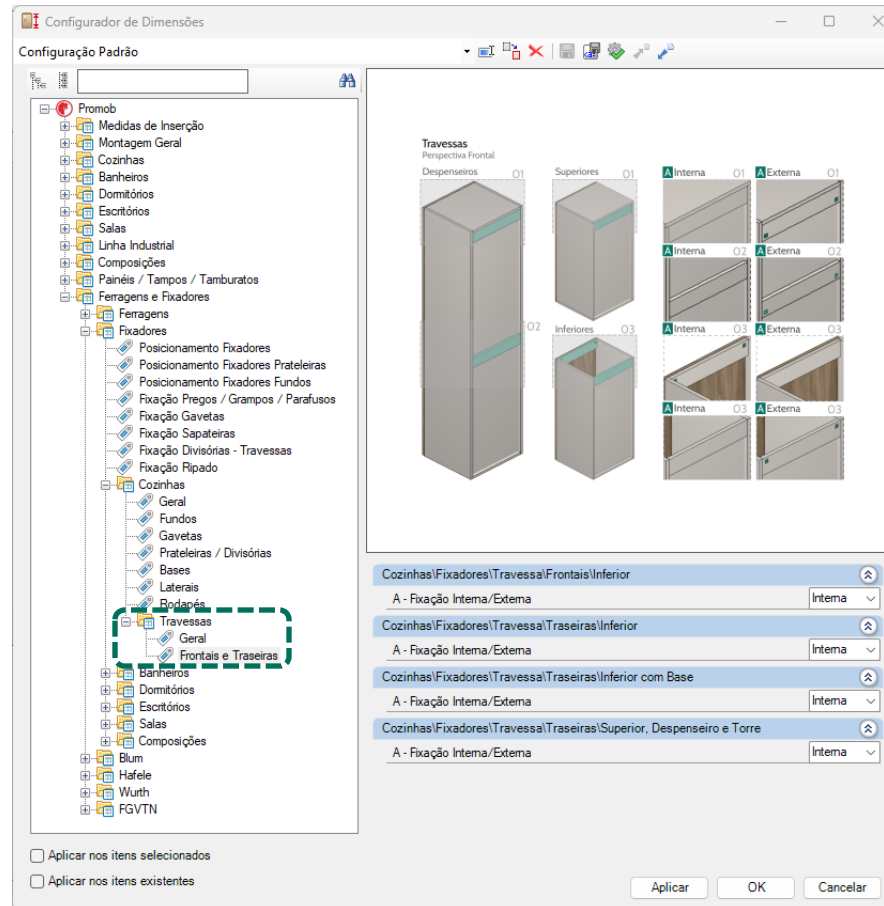 Configurador de Dimensões
Configuração Padrão
Promob
Medidas de Inserção
Montagem Geral
Cozinhas
Banheiros
Dormitórios
Escritórios
Salas
Linha Industrial
Composições
Painéis / Tampos / Tamburatos
Ferragens e Fixadores
Ferragens
Fixadores
Posicionamento Fixadores
Posicionamento Fixadores Prateleiras
Posicionamento Fixadores Fundos
Fixação Pregos / Grampos / Parafusos
Fixação Gavetas
Fixação Sapateiras
Fixação Divisórias - Travessas
Fixação Ripado
Cozinhas
Geral
Fundos
Gavetas
Prateleiras / Divisórias
Bases
Laterais
Rodapés
Travessas
Geral
Frontais e Traseiras
Banheiros
Dormitórios
Escritórios
Salas
Composições
Blum
Hafele
Wurth
FGVTN
Aplicar nos itens selecionados
Aplicar nos itens existentes
Travessas
Perspectiva Frontal
Despenseiros 01
Superiores 01
A Interna 01 A Externa 01
A Interna 02 A Externa 02
02 Inferiores 03
A Interna 03 A Externa 03
A Interna 03 A Externa 03
Cozinhas\Fixadores\Travessa\Frontais\Inferior
A - Fixação Interna/Externa Interna
Cozinhas\Fixadores\Travessa\Traseiras\Inferior
A - Fixação Interna/Externa Interna
Cozinhas\Fixadores\Travessa\Traseiras\Inferior com Base
A - Fixação Interna/Externa Interna
Cozinhas\Fixadores\Travessa\Traseiras\Superior, Despenseiro e Torre
A - Fixação Interna/Externa Interna
Aplicar OK Cancelar